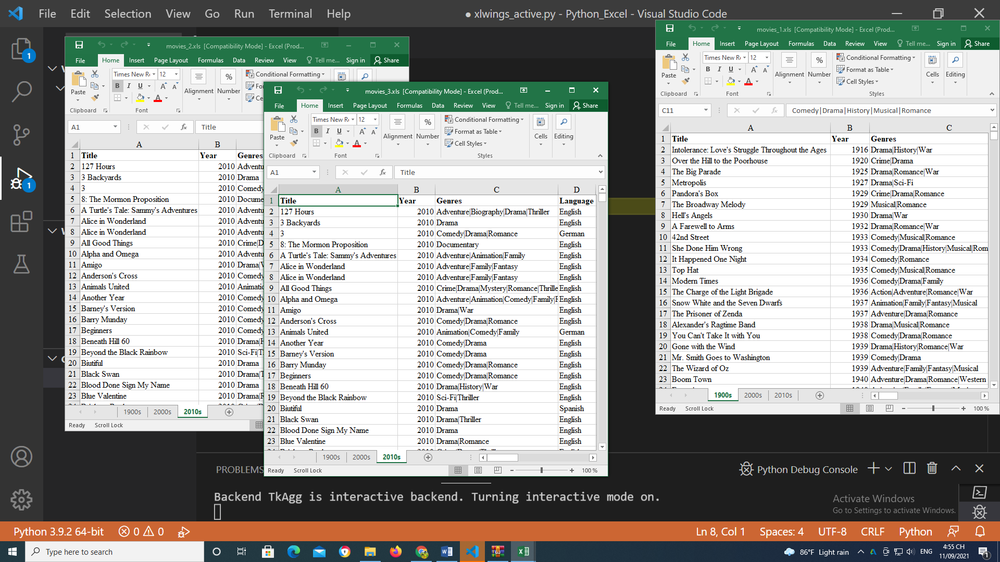 File Edit Selection View Go Run Terminal Help
● xlwings_active.py - Python_Excel - Visual Studio Code
1
1
movies_2.xls [Compatibility Mode] - Excel (Prod...
File Home Insert Page Layout Formulas Data Review View Tell me... Sign in Share
Paste
Times New R 12
B I U
Alignment
Number
Conditional Formatting
Clipboard Font
A1 fx Title
A B
1 Title Year Genres
2 127 Hours 2010
3 3 Backyards 2010 Drama
4 3 2010
5 8: The Mormon Proposition 2010
6 A Turtle's Tale: Sammy's Adventures 2010
7 Alice in Wonderland 2010
8 Alice in Wonderland 2010
9 All Good Things 2010
10 Alpha and Omega 2010
11 Amigo 2010
12 Anderson's Cross 2010
13 Animals United 2010
14 Another Year 2010
15 Barney's Version 2010
16 Barry Munday 2010
17 Beginners 2010
18 Beneath Hill 60 2010
19 Beyond the Black Rainbow 2010
20 Biutiful 2010 Drama
21 Black Swan 2010
22 Blood Done Sign My Name 2010 Drama
23 Blue Valentine 2010
1900s 2000s 2010s
Ready Scroll Lock
movies_3.xls [Compatibility Mode] - Excel (Prod...
File Home Insert Page Layout Formulas Data Review View Tell me... Sign in Share
Paste
Times New R 12
B I U
Alignment
Number
Conditional Formatting
Format as Table
Cell Styles
Cells
Editing
Clipboard Font Styles
A1 fx Title
A B C D
1 Title Year Genres Language
2 127 Hours 2010 Adventure|Biography|Drama|Thriller English
3 3 Backyards 2010 Drama English
4 3 2010 Comedy|Drama|Romance German
5 8: The Mormon Proposition 2010 Documentary English
6 A Turtle's Tale: Sammy's Adventures 2010 Adventure|Animation|Family English
7 Alice in Wonderland 2010 Adventure|Family|Fantasy English
8 Alice in Wonderland 2010 Adventure|Family|Fantasy English
9 All Good Things 2010 Crime|Drama|Mystery|Romance|Thrille English
10 Alpha and Omega 2010 Adventure|Animation|Comedy|Family| English
11 Amigo 2010 Drama|War English
12 Anderson's Cross 2010 Comedy|Drama|Romance English
13 Animals United 2010 Animation|Comedy|Family German
14 Another Year 2010 Comedy|Drama English
15 Barney's Version 2010 Comedy|Drama English
16 Barry Munday 2010 Comedy|Drama|Romance English
17 Beginners 2010 Comedy|Drama|Romance English
18 Beneath Hill 60 2010 Drama|History|War English
19 Beyond the Black Rainbow 2010 Sci-Fi|Thriller English
20 Biutiful 2010 Drama Spanish
21 Black Swan 2010 Drama|Thriller English
22 Blood Done Sign My Name 2010 Drama English
23 Blue Valentine 2010 Drama|Romance English
1900s 2000s 2010s
Ready Scroll Lock 100 %
movies_1.xls [Compatibility Mode] - Excel (Prod...
File Home Insert Page Layout Formulas Data Review View Tell me... Sign in Share
Paste
Times New R 12
B I U
Alignment
Number
Conditional Formatting
Format as Table
Cell Styles
Cells
Editing
Clipboard Font Styles
C11 fx Comedy|Drama|History|Musical|Romance
A B C
1 Title Year Genres
2 Intolerance: Love's Struggle Throughout the Ages 1916 Drama|History|War
3 Over the Hill to the Poorhouse 1920 Crime|Drama
4 The Big Parade 1925 Drama|Romance|War
5 Metropolis 1927 Drama|Sci-Fi
6 Pandora's Box 1929 Crime|Drama|Romance
7 The Broadway Melody 1929 Musical|Romance
8 Hell's Angels 1930 Drama|War
9 A Farewell to Arms 1932 Drama|Romance|War
10 42nd Street 1933 Comedy|Musical|Romance
11 She Done Him Wrong 1933 Comedy|Drama|History|Musical|Rom
12 It Happened One Night 1934 Comedy|Romance
13 Top Hat 1935 Comedy|Musical|Romance
14 Modern Times 1936 Comedy|Drama|Family
15 The Charge of the Light Brigade 1936 Action|Adventure|Romance|War
16 Snow White and the Seven Dwarfs 1937 Animation|Family|Fantasy|Musical
17 The Prisoner of Zenda 1937 Adventure|Drama|Romance
18 Alexander's Ragtime Band 1938 Drama|Musical|Romance
19 You Can't Take It with You 1938 Comedy|Drama|Romance
20 Gone with the Wind 1939 Drama|History|Romance|War
21 Mr. Smith Goes to Washington 1939 Comedy|Drama
22 The Wizard of Oz 1939 Adventure|Family|Fantasy|Musical
23 Boom Town 1940 Adventure|Drama|Romance|Western
1900s 2000s 2010s
Ready Scroll Lock 100 %
PROBLEMS
Python Debug Console
Backend TkAgg is interactive backend. Turning interactive mode on.
Activate Windows
Go to Settings to activate Windows.
Python 3.9.2 64-bit 0 0
Ln 8, Col 1 Spaces: 4 UTF-8 CRLF Python
Type here to search
86°F Light rain ENG
4:55 CH
11/09/2021
1